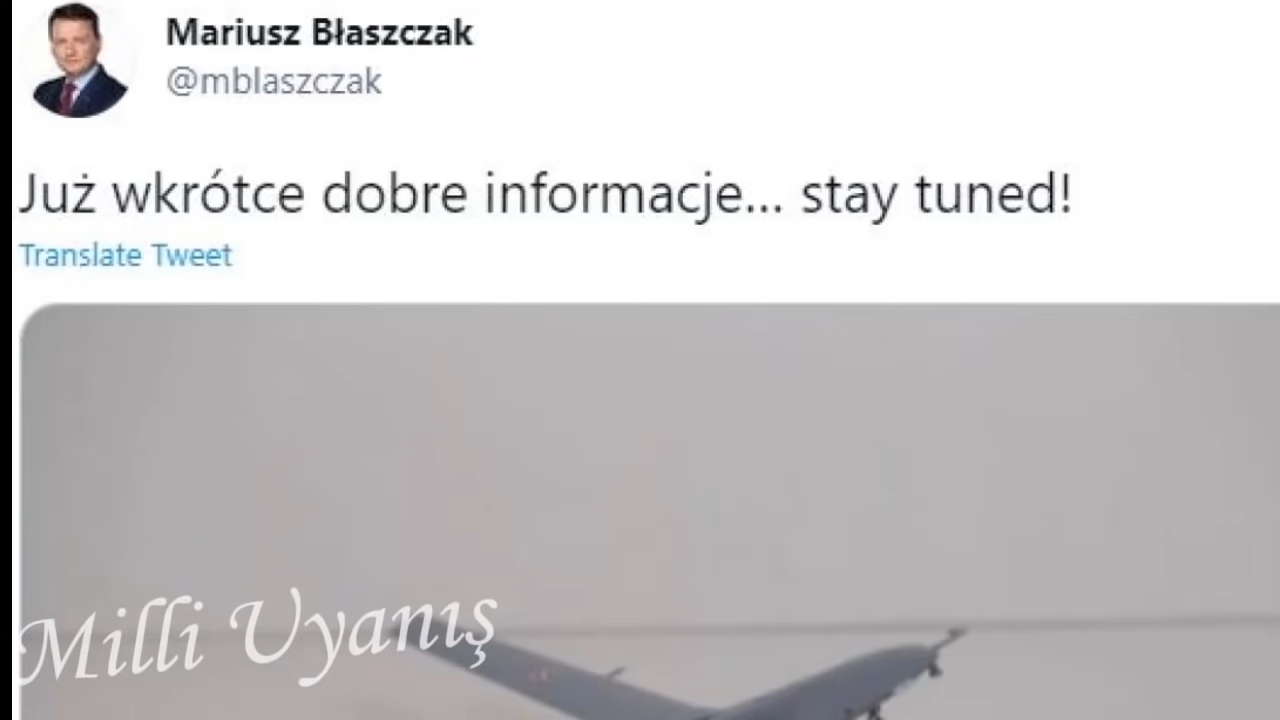 Mariusz Błaszczak
@mblaszczak
Już wkrótce dobre informacje... stay tuned!
Translate Tweet
Milli Uyanış